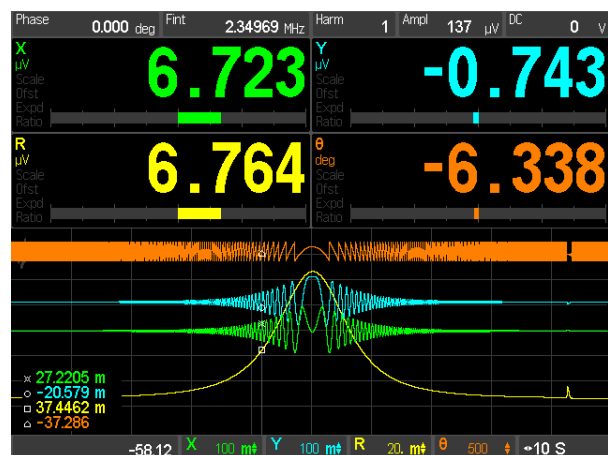 Phase 0.000 deg Fint 2.34969 MHz Harm 1 Ampl 137 µV DC 0 V
X µV Scale Ofst Expd Ratio 6.723
Y µV Scale Ofst Expd Ratio -0.743
R µV Scale Ofst Expd Ratio 6.764
θ deg Scale Ofst Expd Ratio -6.338
27.2205 m
-20.579 m
37.4462 m
-37.286
-58.12 X 100 m Y 100 m R 20. m θ 500 10 S